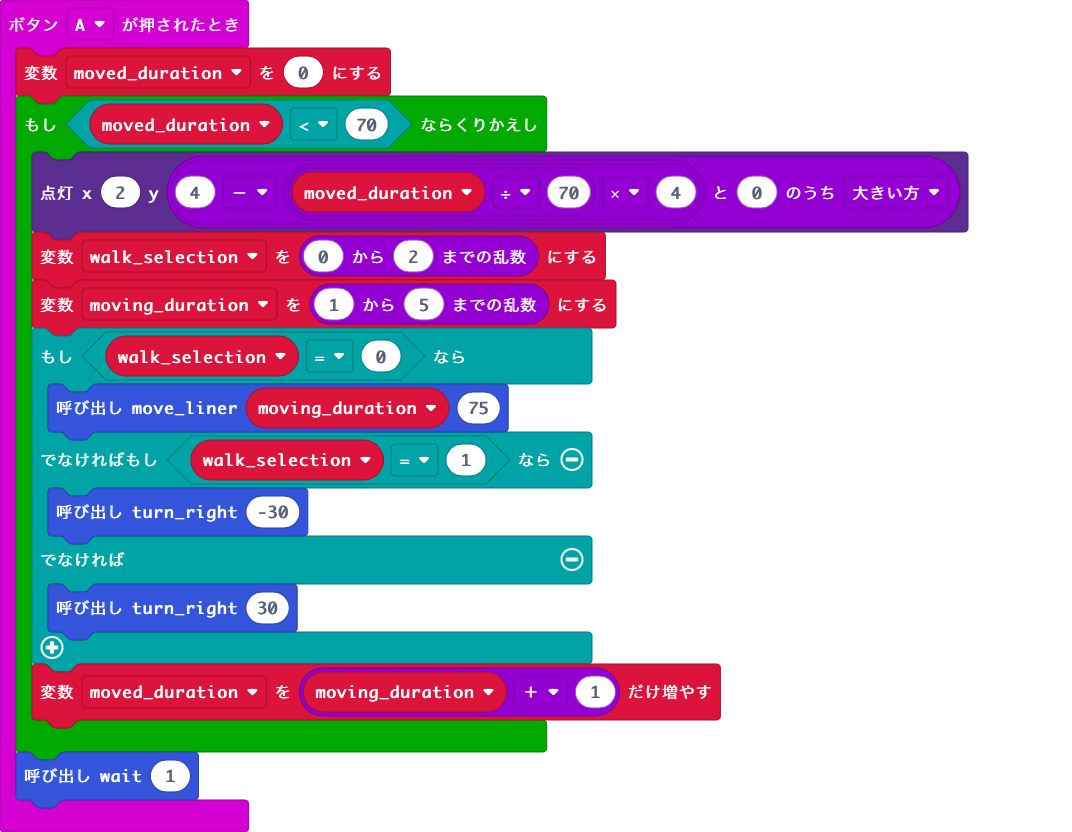 ボタン A が押されたとき
変数 moved_duration を 0 にする
もし moved_duration < 70 ならくりかえし
点灯 x 2 y 4 - moved_duration ÷ 70 × 4 と 0 のうち 大きい方
変数 walk_selection を 0 から 2 までの乱数 にする
変数 moving_duration を 1 から 5 までの乱数 にする
もし walk_selection = 0 なら
呼び出し move_liner moving_duration 75
でなければもし walk_selection = 1 なら
呼び出し turn_right -30
でなければ
呼び出し turn_right 30
変数 moved_duration を moving_duration + 1 だけ増やす
呼び出し wait 1